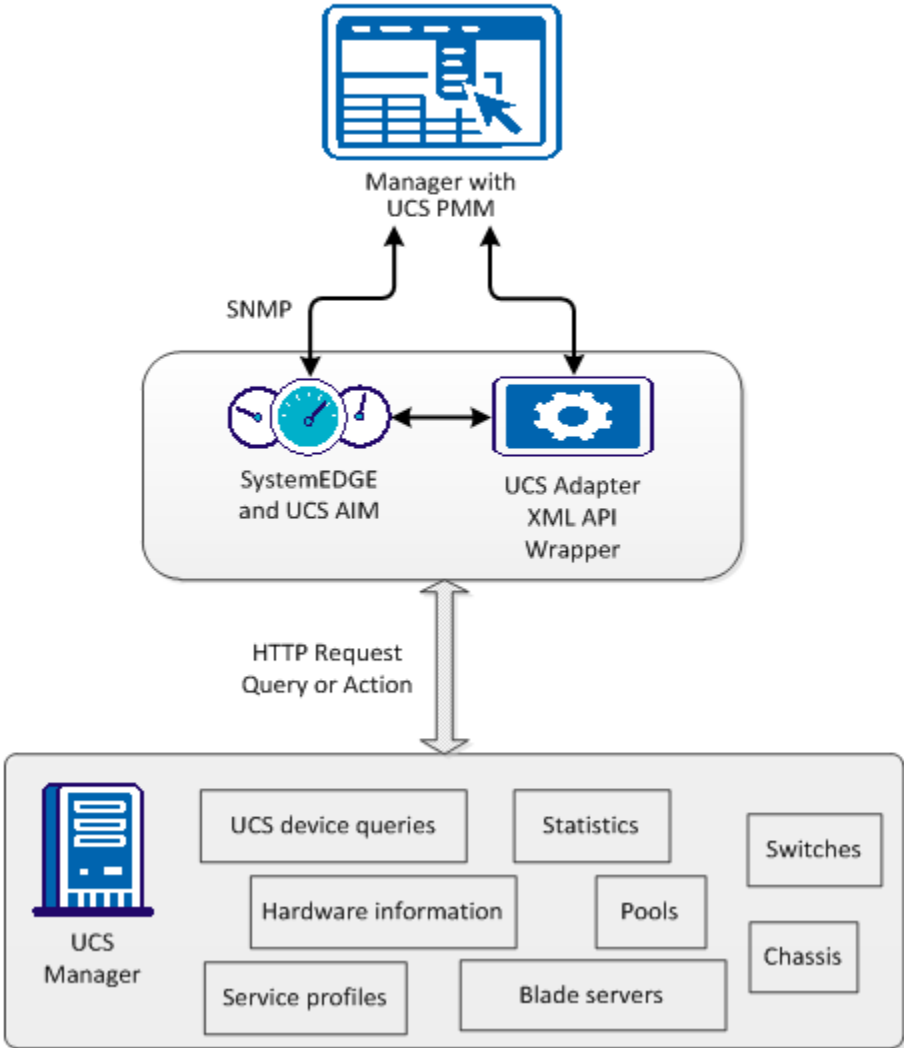 Manager with
UCS PMM
SNMP
SystemEDGE
and UCS AIM
UCS Adapter
XML API
Wrapper
HTTP Request
Query or Action
UCS device queries
Statistics
Switches
Hardware information
Pools
UCS
Manager
Chassis
Service profiles
Blade servers